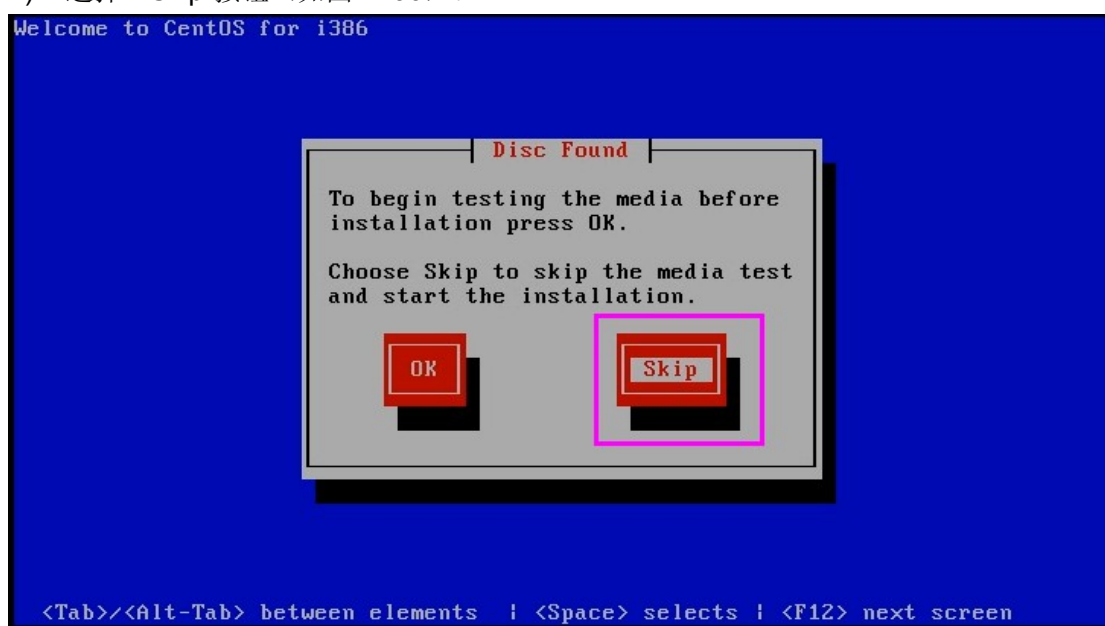 Welcome to CentOS for i386
Disc Found
To begin testing the media before
installation press OK.
Choose Skip to skip the media test
and start the installation.
OK
Skip
<Tab>/<Alt-Tab> between elements | <Space> selects | <F12> next screen